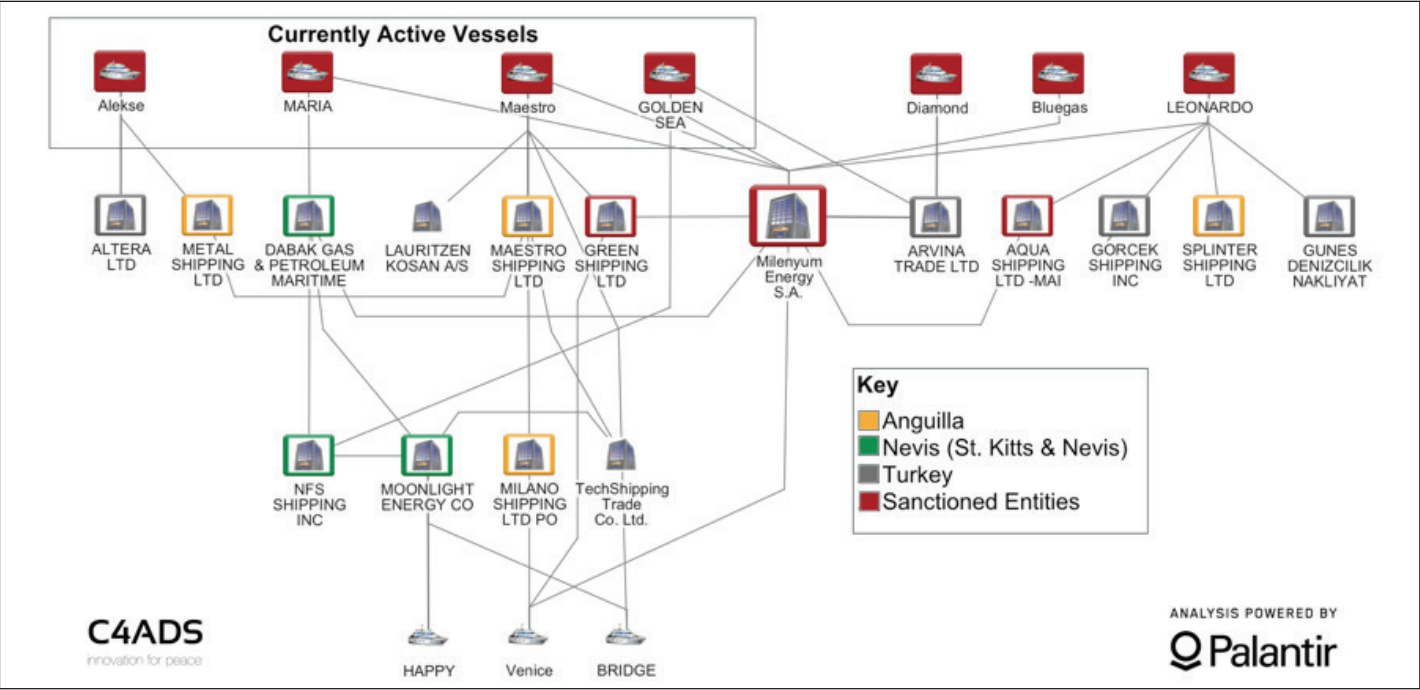 Currently Active Vessels
Alekse
MARIA
Maestro
GOLDEN
SEA
Diamond
Bluegas
LEONARDO
ALTERA
LTD
METAL
SHIPPING
LTD
DABAK GAS
& PETROLEUM
MARITIME
LAURITZEN
KOSAN A/S
MAESTRO
SHIPPING
LTD
GREEN
SHIPPING
LTD
Milenyum
Energy
S.A.
ARVINA
TRADE LTD
AQUA
SHIPPING
LTD -MAI
GORCEK
SHIPPING
INC
SPLINTER
SHIPPING
LTD
GUNES
DENIZCILIK
NAKLIYAT
Key
Anguilla
Nevis (St. Kitts & Nevis)
Turkey
Sanctioned Entities
NFS
SHIPPING
INC
MOONLIGHT
ENERGY CO
MILANO
SHIPPING
LTD PO
TechShipping
Trade
Co. Ltd.
HAPPY
Venice
BRIDGE
C4ADS
innovation for peace
ANALYSIS POWERED BY
Palantir